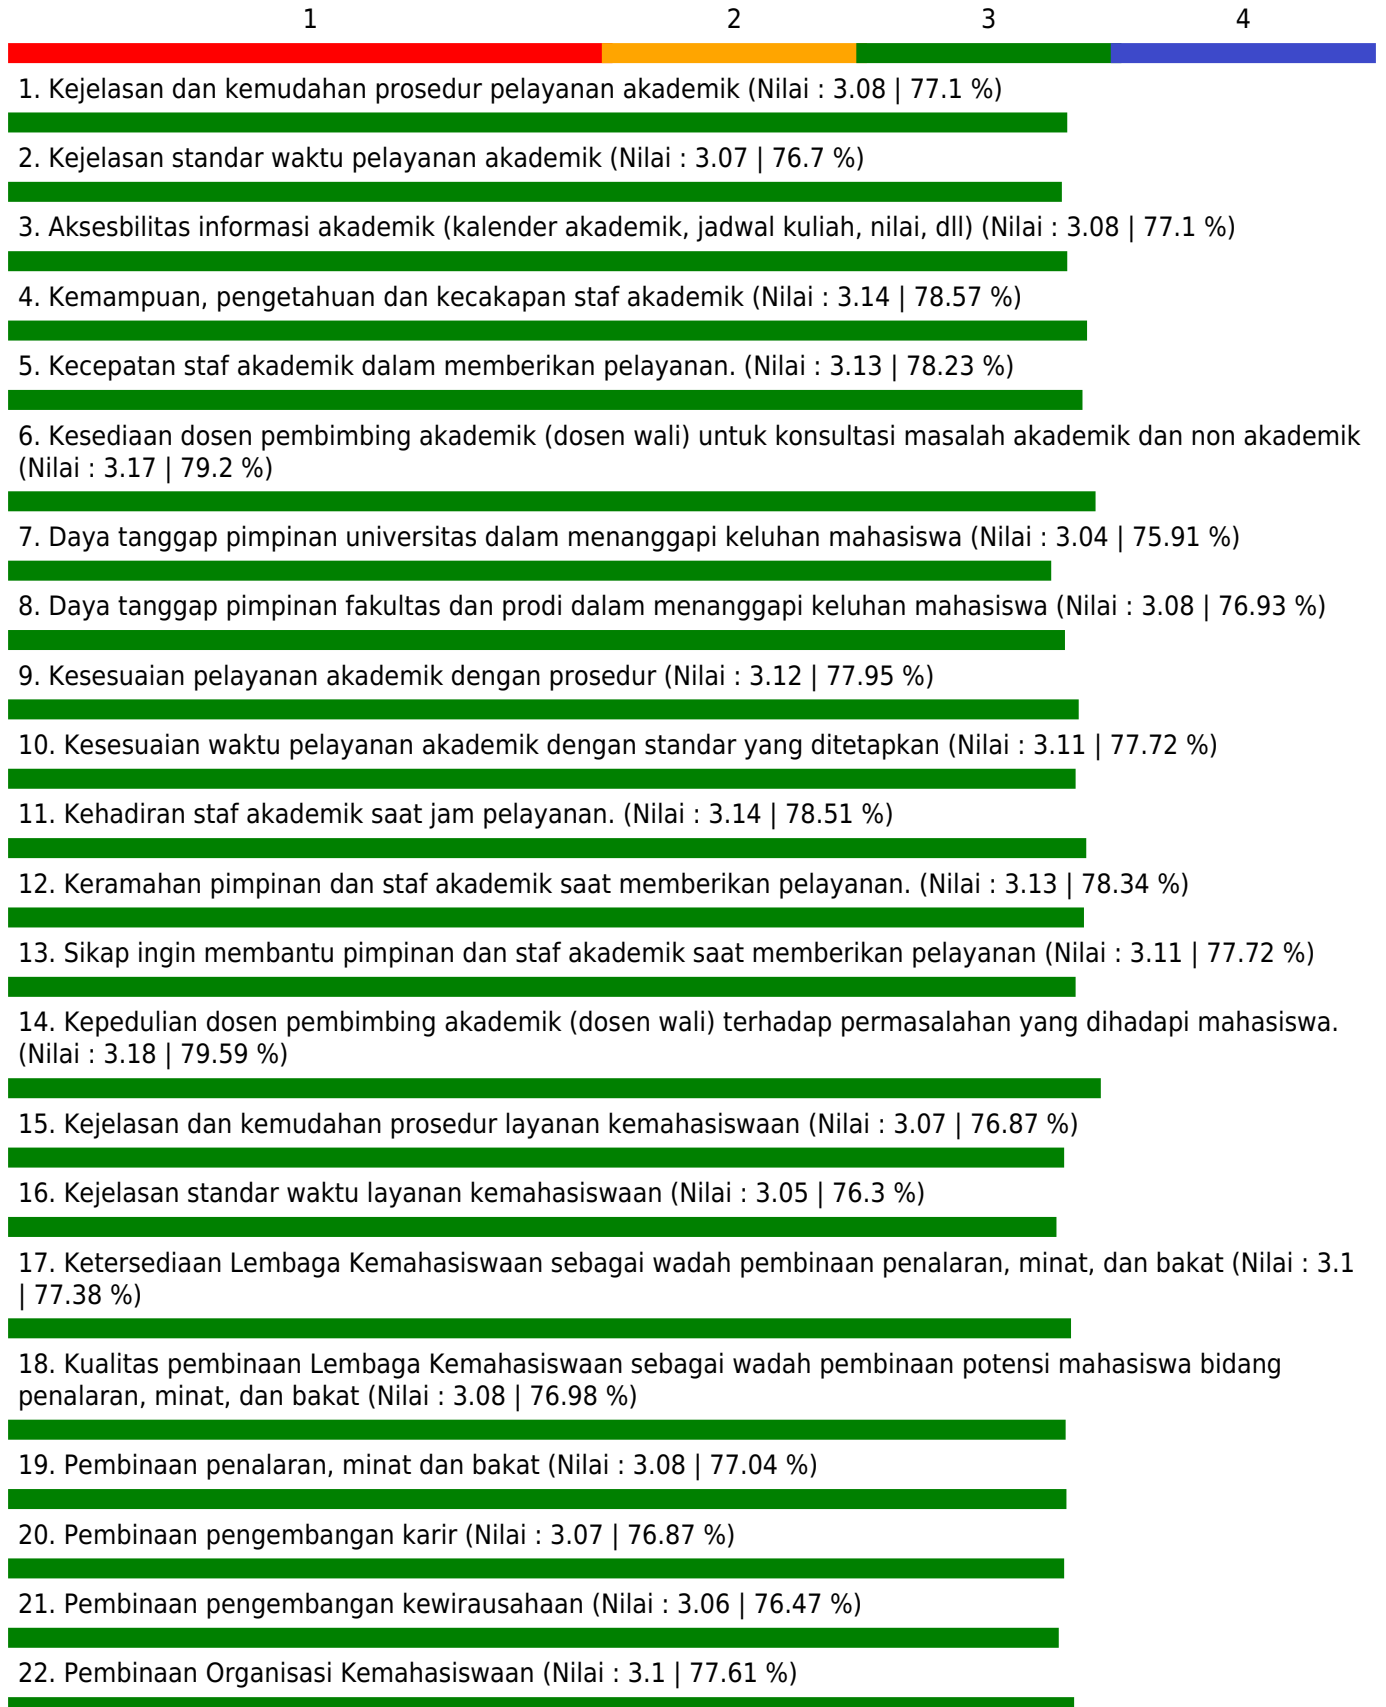 1 2 3 4
1. Kejelasan dan kemudahan prosedur pelayanan akademik (Nilai : 3.08 | 77.1 %)
2. Kejelasan standar waktu pelayanan akademik (Nilai : 3.07 | 76.7 %)
3. Aksesbilitas informasi akademik (kalender akademik, jadwal kuliah, nilai, dll) (Nilai : 3.08 | 77.1 %)
4. Kemampuan, pengetahuan dan kecakapan staf akademik (Nilai : 3.14 | 78.57 %)
5. Kecepatan staf akademik dalam memberikan pelayanan. (Nilai : 3.13 | 78.23 %)
6. Kesediaan dosen pembimbing akademik (dosen wali) untuk konsultasi masalah akademik dan non akademik
(Nilai : 3.17 | 79.2 %)
7. Daya tanggap pimpinan universitas dalam menanggapi keluhan mahasiswa (Nilai : 3.04 | 75.91 %)
8. Daya tanggap pimpinan fakultas dan prodi dalam menanggapi keluhan mahasiswa (Nilai : 3.08 | 76.93 %)
9. Kesesuaian pelayanan akademik dengan prosedur (Nilai : 3.12 | 77.95 %)
10. Kesesuaian waktu pelayanan akademik dengan standar yang ditetapkan (Nilai : 3.11 | 77.72 %)
11. Kehadiran staf akademik saat jam pelayanan. (Nilai : 3.14 | 78.51 %)
12. Keramahan pimpinan dan staf akademik saat memberikan pelayanan. (Nilai : 3.13 | 78.34 %)
13. Sikap ingin membantu pimpinan dan staf akademik saat memberikan pelayanan (Nilai : 3.11 | 77.72 %)
14. Kepedulian dosen pembimbing akademik (dosen wali) terhadap permasalahan yang dihadapi mahasiswa.
(Nilai : 3.18 | 79.59 %)
15. Kejelasan dan kemudahan prosedur layanan kemahasiswaan (Nilai : 3.07 | 76.87 %)
16. Kejelasan standar waktu layanan kemahasiswaan (Nilai : 3.05 | 76.3 %)
17. Ketersediaan Lembaga Kemahasiswaan sebagai wadah pembinaan penalaran, minat, dan bakat (Nilai : 3.1
| 77.38 %)
18. Kualitas pembinaan Lembaga Kemahasiswaan sebagai wadah pembinaan potensi mahasiswa bidang
penalaran, minat, dan bakat (Nilai : 3.08 | 76.98 %)
19. Pembinaan penalaran, minat dan bakat (Nilai : 3.08 | 77.04 %)
20. Pembinaan pengembangan karir (Nilai : 3.07 | 76.87 %)
21. Pembinaan pengembangan kewirausahaan (Nilai : 3.06 | 76.47 %)
22. Pembinaan Organisasi Kemahasiswaan (Nilai : 3.1 | 77.61 %)